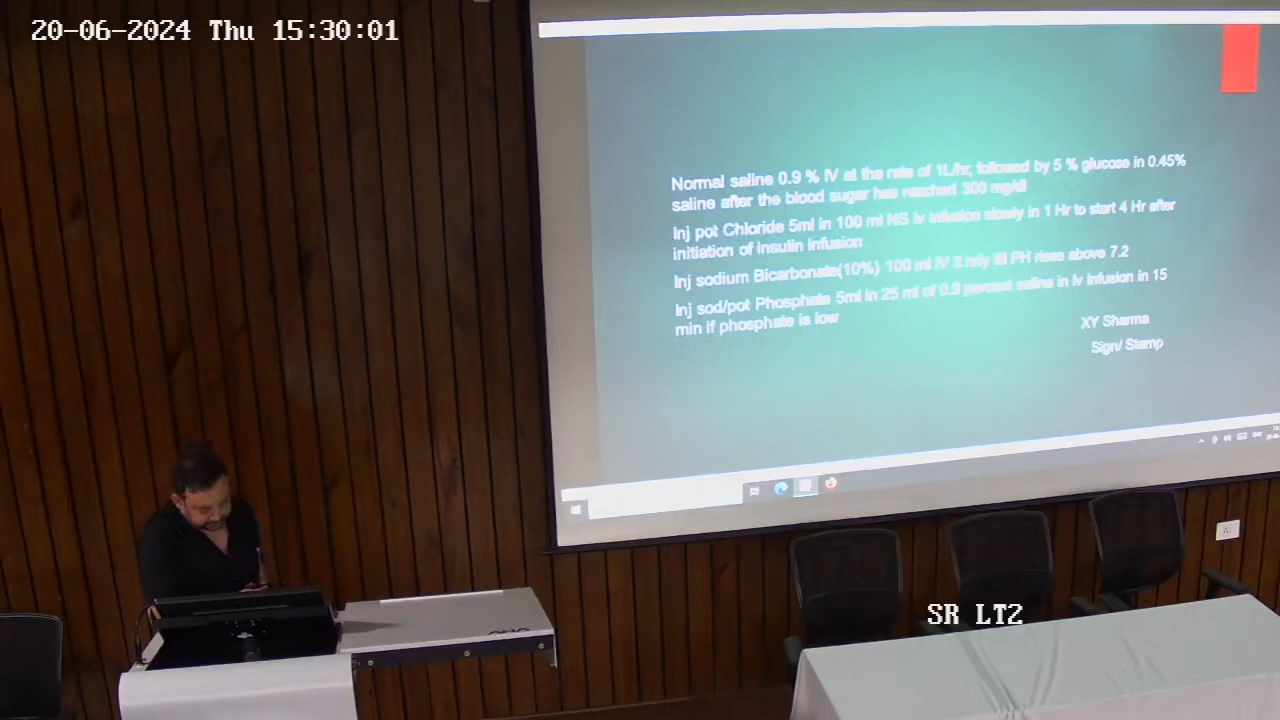 20-06-2024 Thu 15:30:01
Normal saline 0.9 % IV at the rate of 1L/hr, followed by 5 % glucose in 0.45%
saline after the blood sugar has reached 300 mg/dl
Inj pot Chloride 5ml in 100 ml NS iv infusion slowly in 1 Hr to start 4 Hr after
initiation of insulin Infusion
Inj sodium Bicarbonate(10%) 100 ml IV till PH rises above 7.2
Inj sod/pot Phosphate 5ml in 25 ml of 0.9 percent saline in Iv Infusion in 15
min if phosphate is low
XY Sharma
Sign/ Stamp
SR LT2